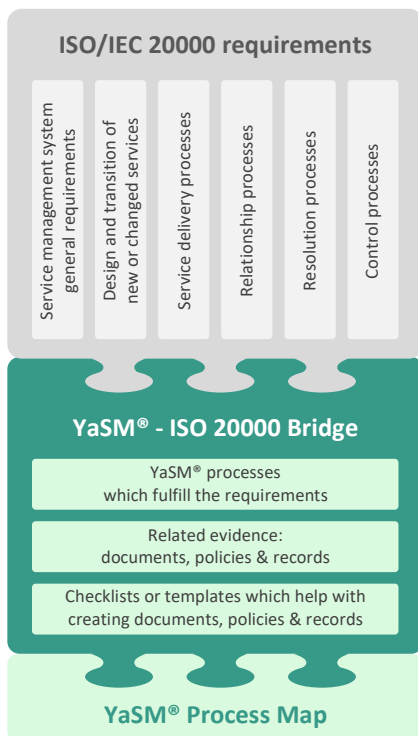 ISO/IEC 20000 requirements
Service management system
general requirements
Design and transition of
new or changed services
Service delivery processes
Relationship processes
Resolution processes
Control processes
YaSM® - ISO 20000 Bridge
YaSM® processes
which fulfill the requirements
Related evidence:
documents, policies & records
Checklists or templates which help with
creating documents, policies & records
YaSM® Process Map